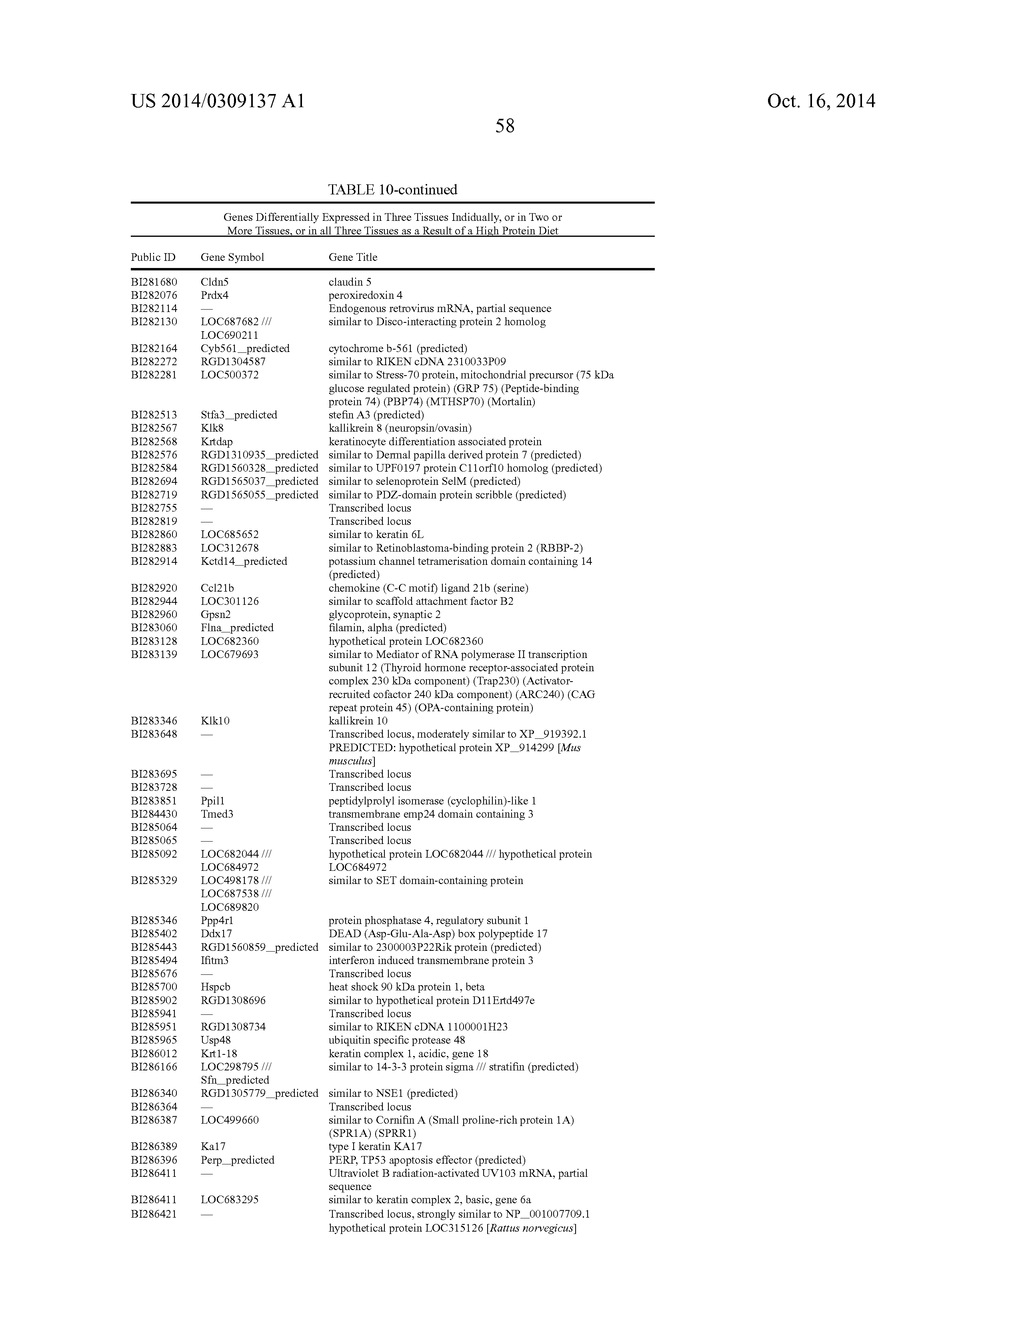 US 2014/0309137 A1 Oct. 16, 2014
58
TABLE 10-continued
Genes Differentially Expressed in Three Tissues Indidually, or in Two or
More Tissues, or in all Three Tissues as a Result of a High Protein Diet
Public ID Gene Symbol Gene Title
BI281680 Cldn5 claudin 5
BI282076 Prdx4 peroxiredoxin 4
BI282114 — Endogenous retrovirus mRNA, partial sequence
BI282130 LOC687682 /// similar to Disco-interacting protein 2 homolog
LOC690211
BI282164 Cyb561_predicted cytochrome b-561 (predicted)
BI282272 RGD1304587 similar to RIKEN cDNA 2310033P09
BI282281 LOC500372 similar to Stress-70 protein, mitochondrial precursor (75 kDa
glucose regulated protein) (GRP 75) (Peptide-binding
protein 74) (PBP74) (MTHSP70) (Mortalin)
BI282513 Stfa3_predicted stefin A3 (predicted)
BI282567 Klk8 kallikrein 8 (neuropsin/ovasin)
BI282568 Krtdap keratinocyte differentiation associated protein
BI282576 RGD1310935_predicted similar to Dermal papilla derived protein 7 (predicted)
BI282584 RGD1560328_predicted similar to UPF0197 protein C11orf10 homolog (predicted)
BI282694 RGD1565037_predicted similar to selenoprotein SelM (predicted)
BI282719 RGD1565055_predicted similar to PDZ-domain protein scribble (predicted)
BI282755 — Transcribed locus
BI282819 — Transcribed locus
BI282860 LOC685652 similar to keratin 6L
BI282883 LOC312678 similar to Retinoblastoma-binding protein 2 (RBBP-2)
BI282914 Kctd14_predicted potassium channel tetramerisation domain containing 14
(predicted)
BI282920 Ccl21b chemokine (C-C motif) ligand 21b (serine)
BI282944 LOC301126 similar to scaffold attachment factor B2
BI282960 Gpsn2 glycoprotein, synaptic 2
BI283060 Flna_predicted filamin, alpha (predicted)
BI283128 LOC682360 hypothetical protein LOC682360
BI283139 LOC679693 similar to Mediator of RNA polymerase II transcription
subunit 12 (Thyroid hormone receptor-associated protein
complex 230 kDa component) (Trap230) (Activator-
recruited cofactor 240 kDa component) (ARC240) (CAG
repeat protein 45) (OPA-containing protein)
BI283346 Klk10 kallikrein 10
BI283648 — Transcribed locus, moderately similar to XP_919392.1
PREDICTED: hypothetical protein XP_914299 [Mus
musculus]
BI283695 — Transcribed locus
BI283728 — Transcribed locus
BI283851 Ppil1 peptidylprolyl isomerase (cyclophilin)-like 1
BI284430 Tmed3 transmembrane emp24 domain containing 3
BI285064 — Transcribed locus
BI285065 — Transcribed locus
BI285092 LOC682044 /// hypothetical protein LOC682044 /// hypothetical protein
LOC684972 LOC684972
BI285329 LOC498178 /// similar to SET domain-containing protein
LOC687538 ///
LOC689820
BI285346 Ppp4r1 protein phosphatase 4, regulatory subunit 1
BI285402 Ddx17 DEAD (Asp-Glu-Ala-Asp) box polypeptide 17
BI285443 RGD1560859_predicted similar to 2300003P22Rik protein (predicted)
BI285494 Ifitm3 interferon induced transmembrane protein 3
BI285676 — Transcribed locus
BI285700 Hspcb heat shock 90 kDa protein 1, beta
BI285902 RGD1308696 similar to hypothetical protein D11Ertd497e
BI285941 — Transcribed locus
BI285951 RGD1308734 similar to RIKEN cDNA 1100001H23
BI285965 Usp48 ubiquitin specific protease 48
BI286012 Krt1-18 keratin complex 1, acidic, gene 18
BI286166 LOC298795 /// similar to 14-3-3 protein sigma /// stratifin (predicted)
Sfn_predicted
BI286340 RGD1305779_predicted similar to NSE1 (predicted)
BI286364 — Transcribed locus
BI286387 LOC499660 similar to Cornifin A (Small proline-rich protein 1A)
(SPR1A) (SPRR1)
BI286389 Ka17 type I keratin KA17
BI286396 Perp_predicted PERP, TP53 apoptosis effector (predicted)
BI286411 — Ultraviolet B radiation-activated UV103 mRNA, partial
sequence
BI286411 LOC683295 similar to keratin complex 2, basic, gene 6a
BI286421 — Transcribed locus, strongly similar to NP_001007709.1
hypothetical protein LOC315126 [Rattus norvegicus]